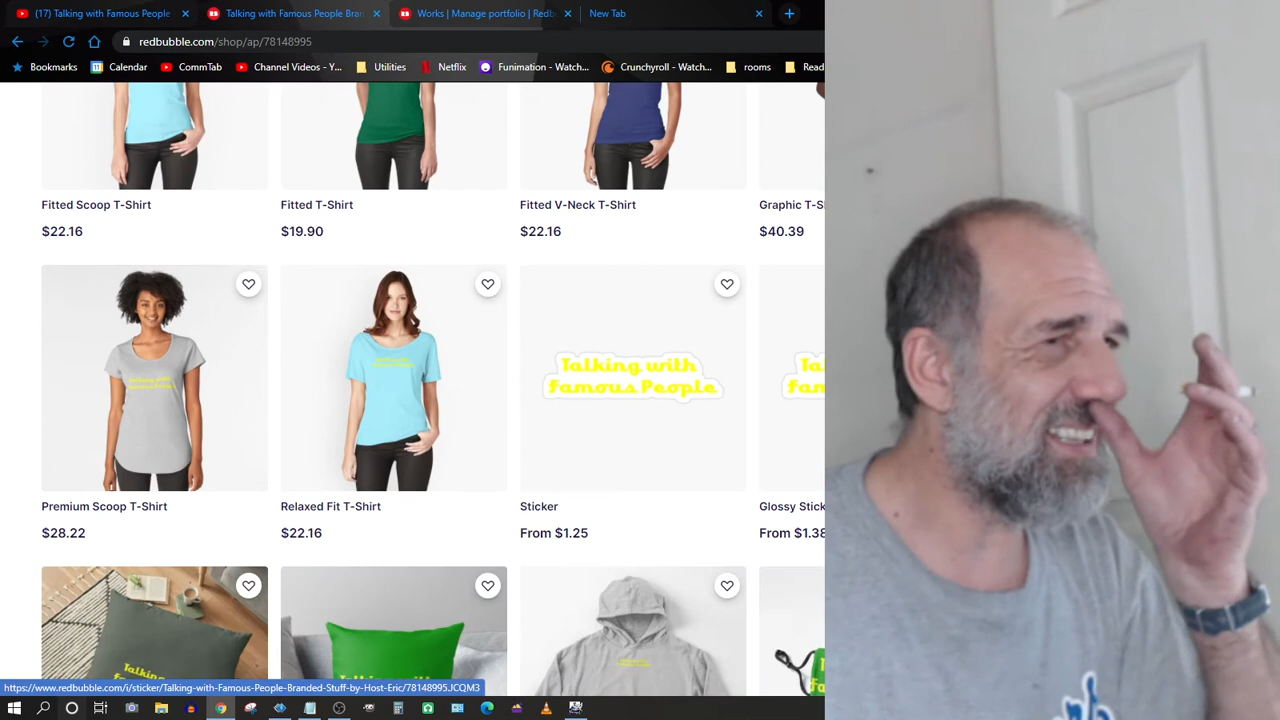 (17) Talking with Famous People
Talking with Famous People Bran
Works | Manage portfolio | Redb
New Tab
redbubble.com/shop/ap/78148995
Bookmarks
Calendar
CommTab
Channel Videos - Y...
Utilities
Netflix
Funimation - Watch...
Crunchyroll - Watch...
rooms
Read
Fitted Scoop T-Shirt
Fitted T-Shirt
Fitted V-Neck T-Shirt
Graphic T-S
$22.16
$19.90
$22.16
$40.39
Talking with
Famous People
Premium Scoop T-Shirt
Relaxed Fit T-Shirt
Sticker
Glossy Stick
$28.22
$22.16
From $1.25
From $1.38
https://www.redbubble.com/i/sticker/Talking-with-Famous-People-Branded-Stuff-by-Host-Eric/78148995.JCQM3